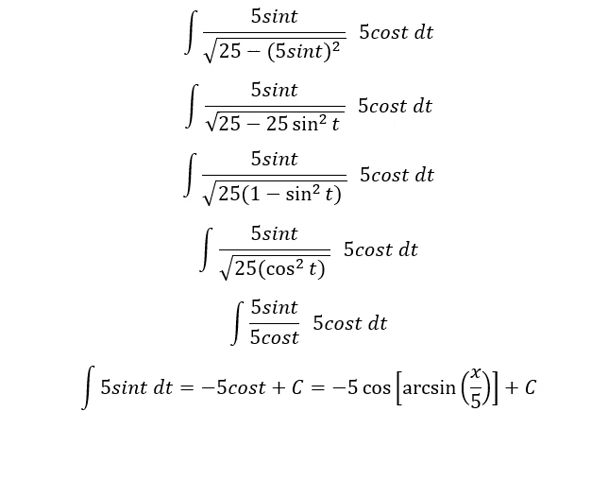 ∫ 5sint / √(25 − (5sint)²) 5cost dt
∫ 5sint / √(25 − 25 sin² t) 5cost dt
∫ 5sint / √(25(1 − sin² t)) 5cost dt
∫ 5sint / √(25(cos² t)) 5cost dt
∫ 5sint / 5cost 5cost dt
∫ 5sint dt = −5cost + C = −5 cos [arcsin (x/5)] + C